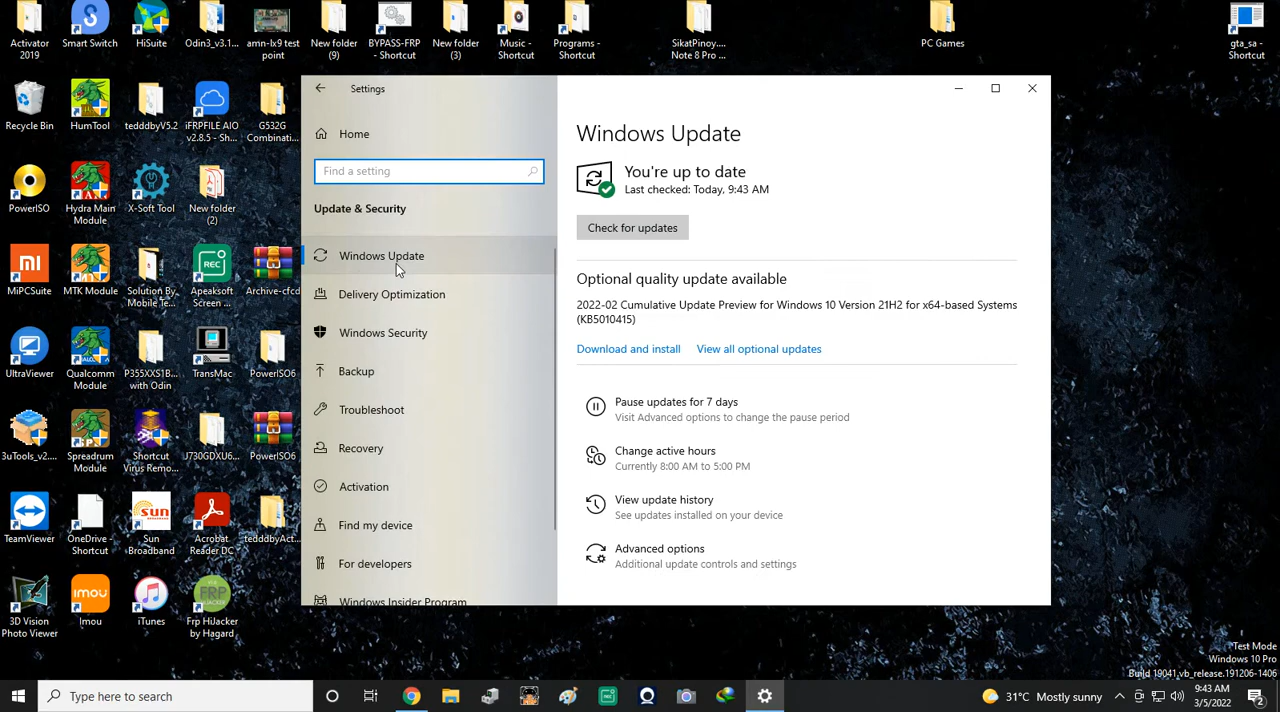 Activator
2019
Smart Switch
HiSuite
Odin3_v3.1...
amn-lx9 test
point
New folder
(9)
BYPASS-FRP
- Shortcut
New folder
(3)
Music -
Shortcut
Programs -
Shortcut
SikatPinoy....
Note 8 Pro ...
PC Games
gta_sa -
Shortcut
Recycle Bin
HumTool
tedddbyV5.2
iFRPFILE AIO
v2.8.5 - Sh...
G532G
Combinati...
PowerISO
Hydra Main
Module
X-Soft Tool
New folder
(2)
MiPCSuite
MTK Module
Solution By
Mobile Te...
REC
Apeaksoft
Screen ...
Archive-cfcd
UltraViewer
Qualcomm
Module
P355XXS1B...
with Odin
TransMac
PowerISO6
3uTools_v2...
Spreadrum
Module
Shortcut
Virus Remo...
J730GDXU6...
PowerISO6
TeamViewer
OneDrive -
Shortcut
sun
Sun
Broadband
Acrobat
Reader DC
tedddbyAct...
3D Vision
Photo Viewer
imou
Imou
iTunes
FRP
Frp HiJacker
by Hagard
Settings
Home
Find a setting
Update & Security
Windows Update
Delivery Optimization
Windows Security
Backup
Troubleshoot
Recovery
Activation
Find my device
For developers
Windows Insider Program
Windows Update
You're up to date
Last checked: Today, 9:43 AM
Check for updates
Optional quality update available
2022-02 Cumulative Update Preview for Windows 10 Version 21H2 for x64-based Systems
(KB5010415)
Download and install View all optional updates
Pause updates for 7 days
Visit Advanced options to change the pause period
Change active hours
Currently 8:00 AM to 5:00 PM
View update history
See updates installed on your device
Advanced options
Additional update controls and settings
Test Mode
Windows 10 Pro
Build 19041.vb_release.191206-1406
Type here to search
REC
31°C Mostly sunny
9:43 AM
3/5/2022
2